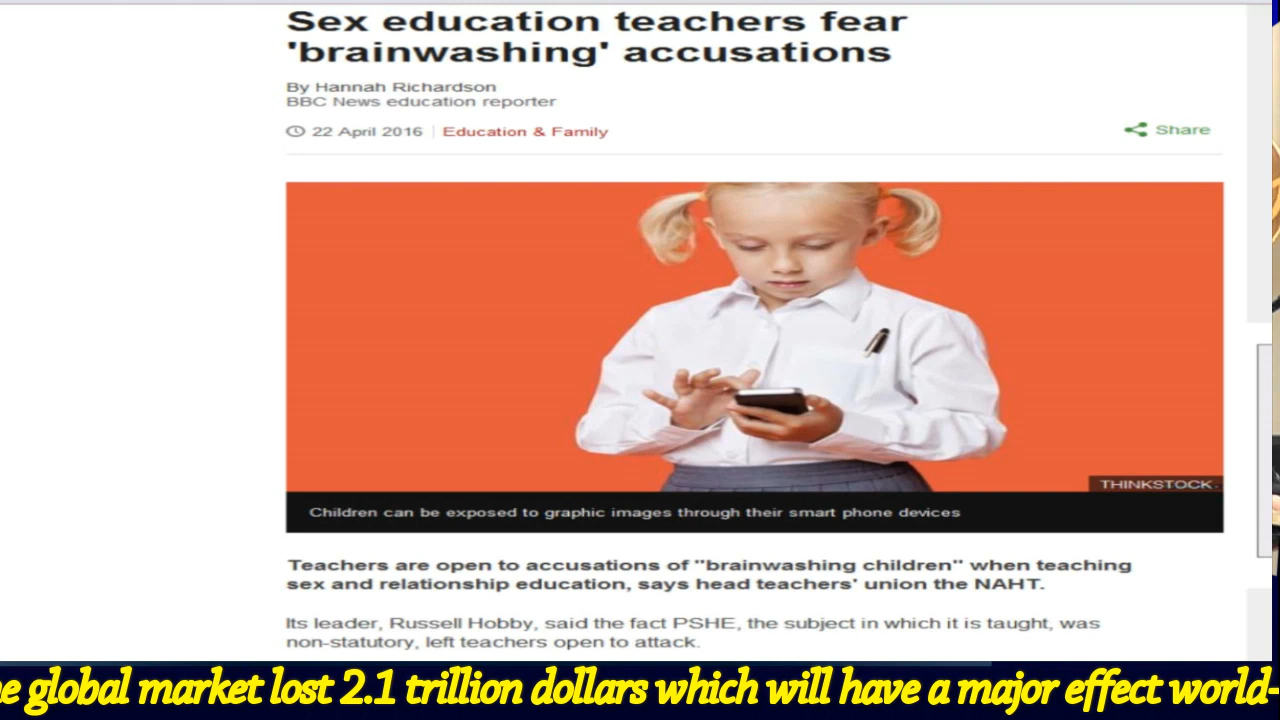 Sex education teachers fear
'brainwashing' accusations
By Hannah Richardson
BBC News education reporter
22 April 2016
Education & Family
Share
THINKSTOCK
Children can be exposed to graphic images through their smart phone devices
Teachers are open to accusations of "brainwashing children" when teaching
sex and relationship education, says head teachers' union the NAHT.
Its leader, Russell Hobby, said the fact PSHE, the subject in which it is taught, was
non-statutory, left teachers open to attack.
global market lost 2.1 trillion dollars which will have a major effect world-